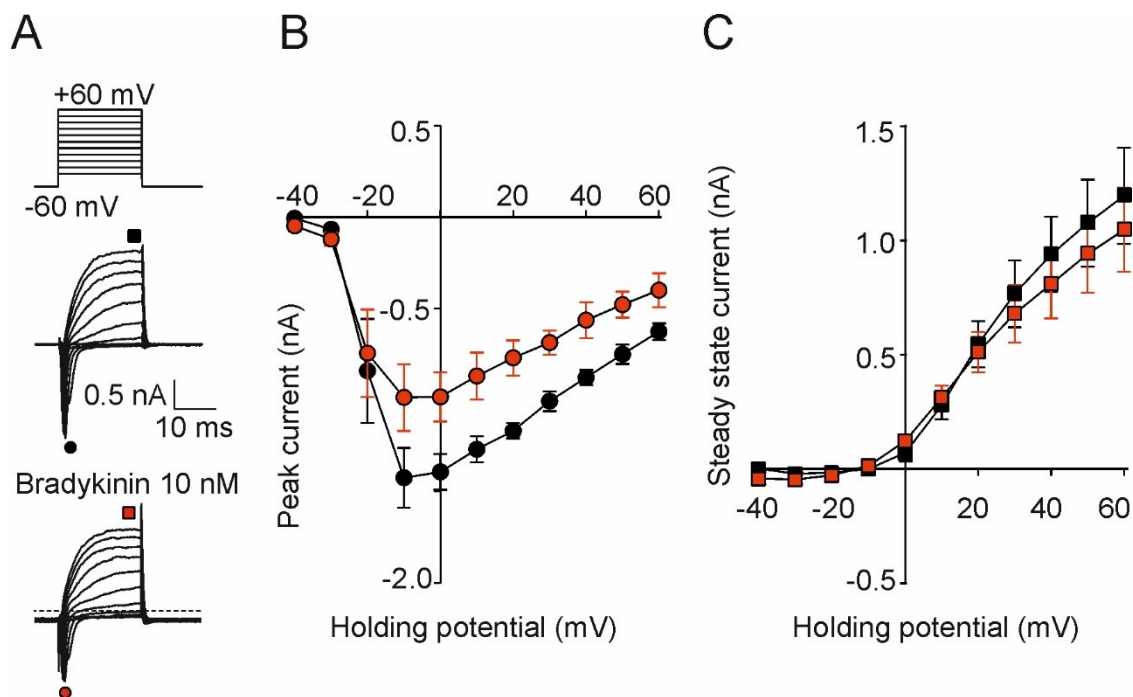 A
+60 mV
-60 mV
0.5 nA
10 ms
Bradykinin 10 nM
B
Peak current (nA)
0.5
-40
-20
20
40
60
-0.5
-2.0
Holding potential (mV)
C
Steady state current (nA)
1.5
1.0
0.5
-40
-20
20
40
60
-0.5
Holding potential (mV)